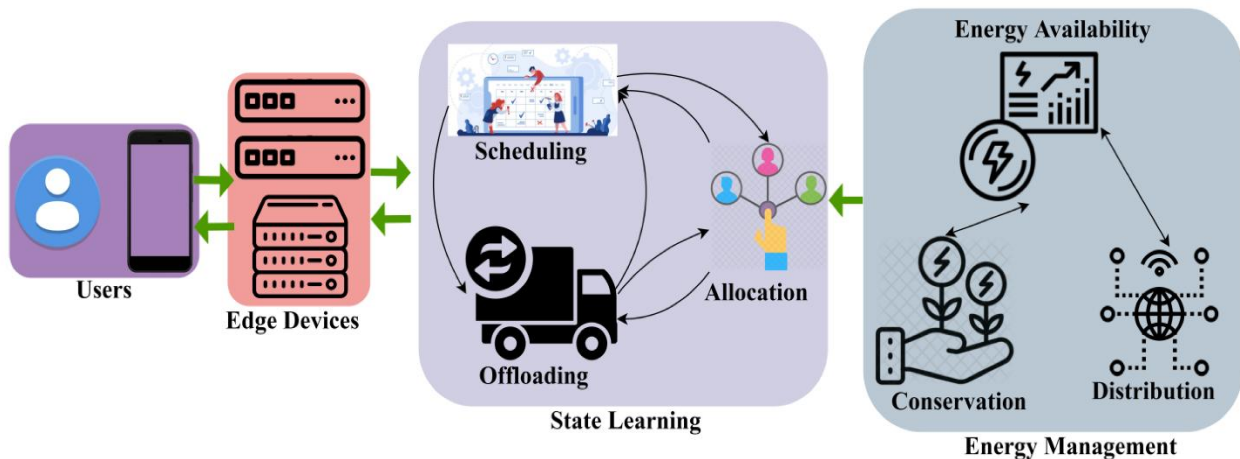 Energy Availability
Scheduling
Users
Edge Devices
Offloading
Allocation
Conservation
Distribution
State Learning
Energy Management